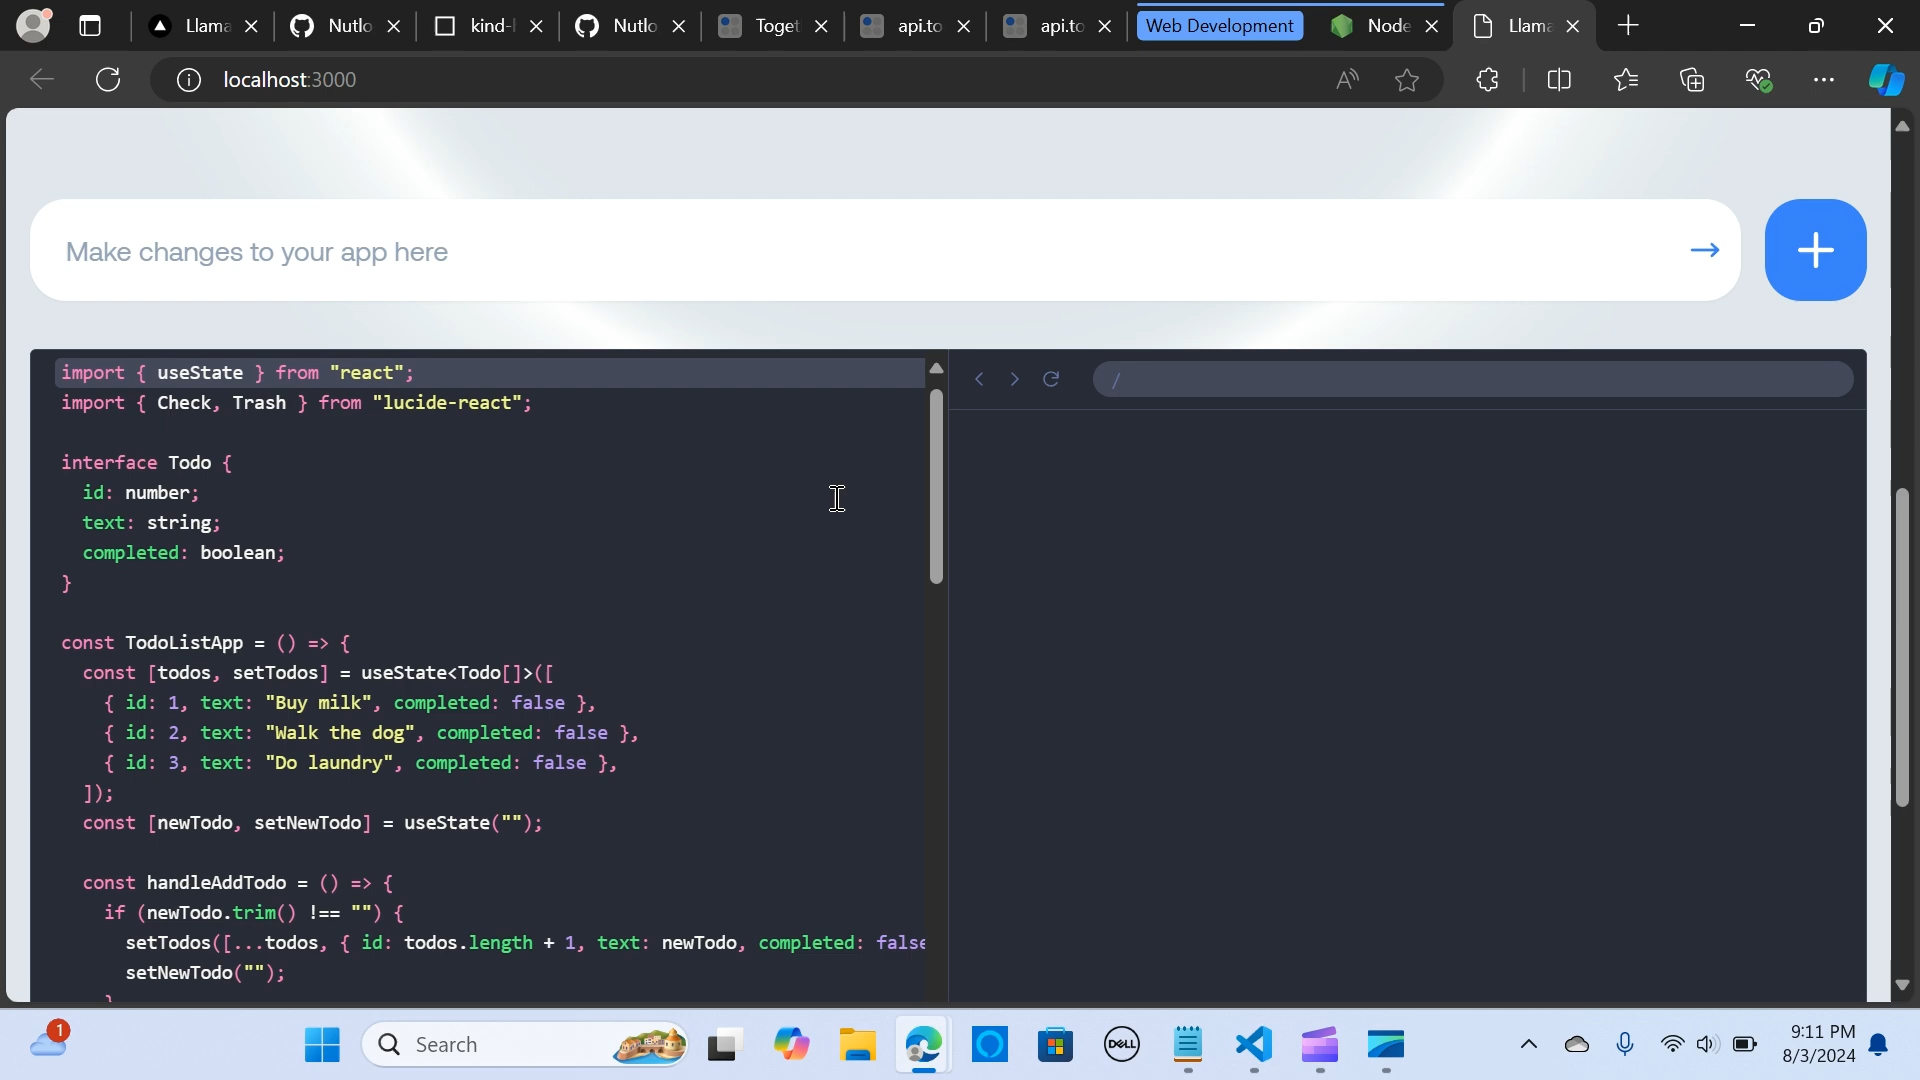 Llama
Nutlo
kind-l
Nutlo
Toget
api.to
api.to
Web Development
Node
Llama
localhost:3000
Make changes to your app here
import { useState } from "react";
import { Check, Trash } from "lucide-react";
interface Todo {
id: number;
text: string;
completed: boolean;
}
const TodoListApp = () => {
const [todos, setTodos] = useState<Todo[]>([
{ id: 1, text: "Buy milk", completed: false },
{ id: 2, text: "Walk the dog", completed: false },
{ id: 3, text: "Do laundry", completed: false },
]);
const [newTodo, setNewTodo] = useState("");
const handleAddTodo = () => {
if (newTodo.trim() !== "") {
setTodos([...todos, { id: todos.length + 1, text: newTodo, completed: false
setNewTodo("");
}
/
1
Search
DELL
9:11 PM
8/3/2024